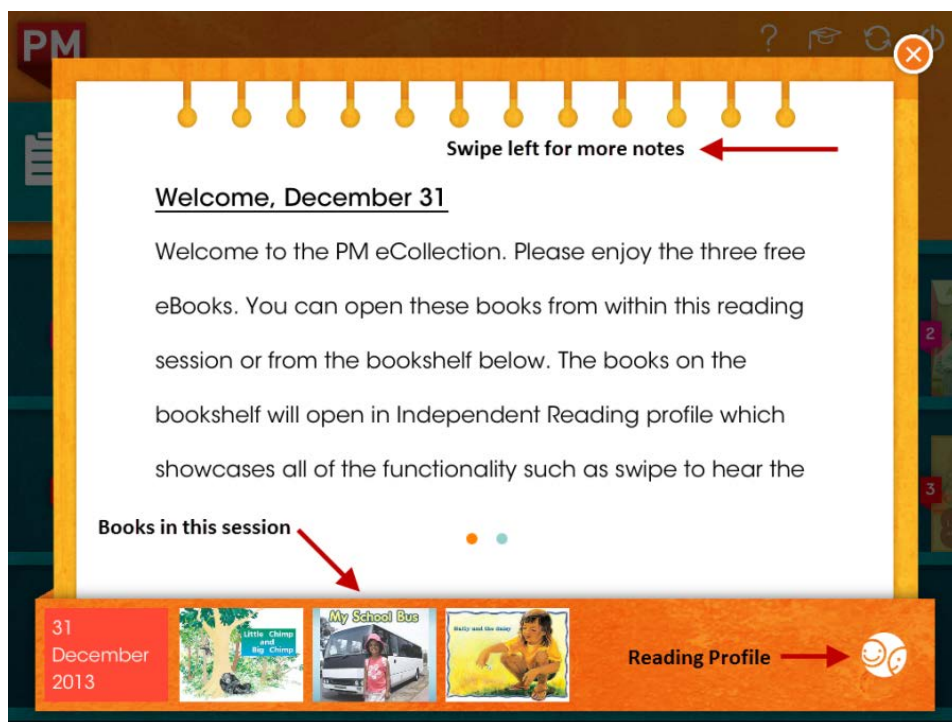 PM
?
Swipe left for more notes
Welcome, December 31
Welcome to the PM eCollection. Please enjoy the three free
eBooks. You can open these books from within this reading
session or from the bookshelf below. The books on the
bookshelf will open in Independent Reading profile which
showcases all of the functionality such as swipe to hear the
2
3
Books in this session
31
December
2013
Little Chimp
and
Big Chimp
My School Bus
Sally and the daisy
Reading Profile